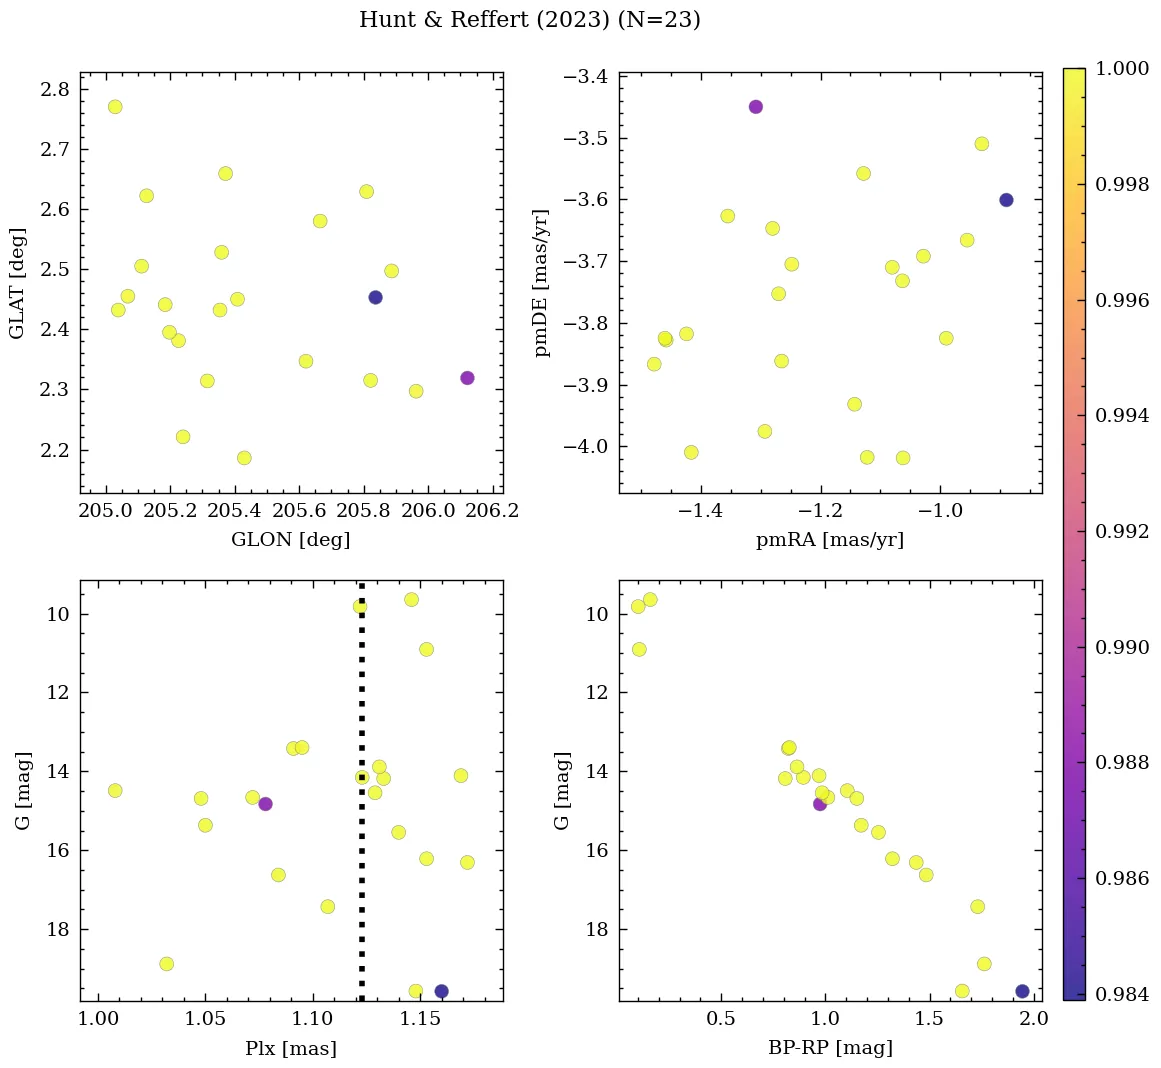 Hunt & Reffert (2023) (N=23)
2.8
2.7
2.6
2.5
2.4
2.3
2.2
GLAT [deg]
205.0 205.2 205.4 205.6 205.8 206.0 206.2
GLON [deg]
−3.4
−3.5
−3.6
−3.7
−3.8
−3.9
−4.0
pmDE [mas/yr]
−1.4 −1.2 −1.0
pmRA [mas/yr]
10
12
14
16
18
G [mag]
1.00 1.05 1.10 1.15
Plx [mas]
10
12
14
16
18
G [mag]
0.5 1.0 1.5 2.0
BP-RP [mag]
1.000
0.998
0.996
0.994
0.992
0.990
0.988
0.986
0.984